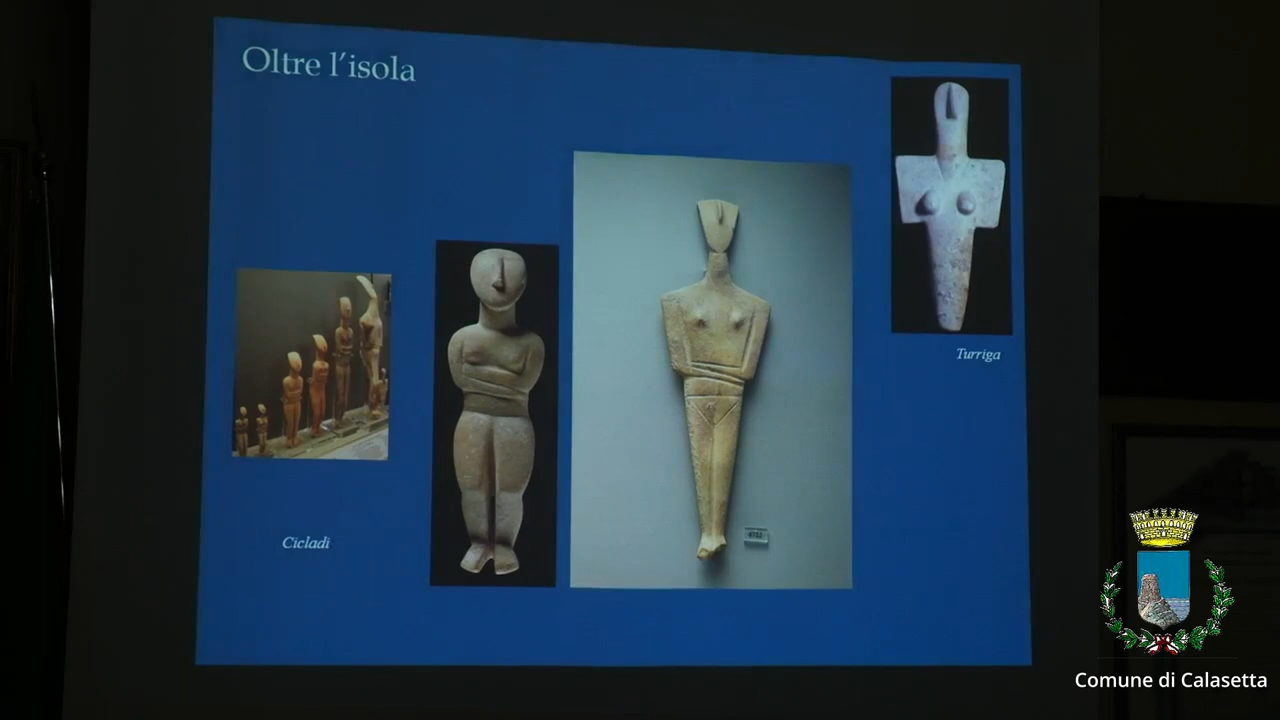 Oltre l'isola
Turriga
Cicladi
Comune di Calasetta